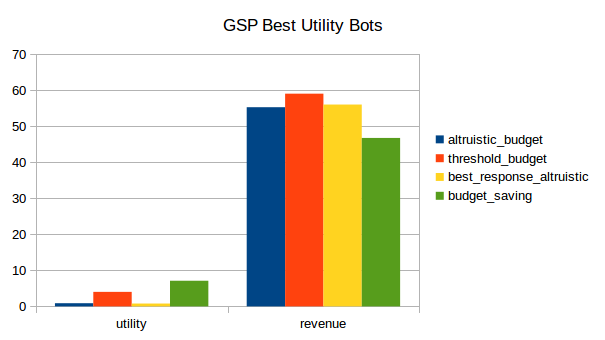 GSP Best Utility Bots
70
60
50
40
30
20
10
0
utility
revenue
altruistic_budget
threshold_budget
best_response_altruistic
budget_saving